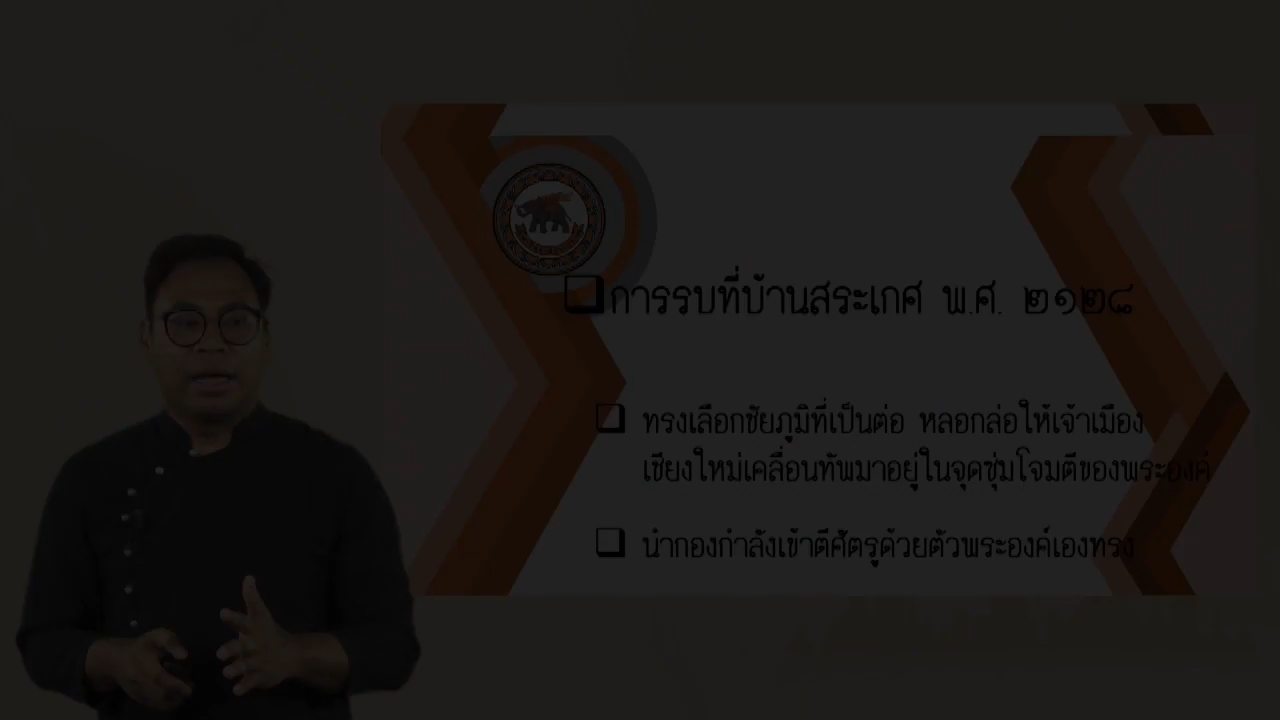 การรบที่บ้านสระเกศ พ.ศ. ๒๑๒๘
ทรงเลือกชัยภูมิที่เป็นต่อ หลอกล่อให้เจ้าเมือง
เชียงใหม่เคลื่อนทัพมาอยู่ในจุดซุ่มโจมตีของพระองค์
นำกองกำลังเข้าตีศัตรูด้วยตัวพระองค์เองทรง